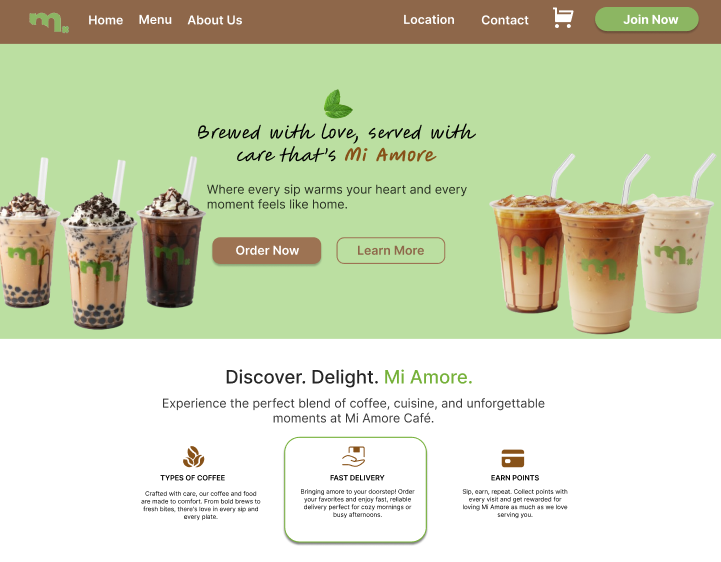 m.
Home
Menu
About Us
Location
Contact
Join Now
Brewed with love, served with
care that's Mi Amore
Where every sip warms your heart and every
moment feels like home.
Order Now
Learn More
m.
m.
m.
m.
m.
m.
Discover. Delight. Mi Amore.
Experience the perfect blend of coffee, cuisine, and unforgettable
moments at Mi Amore Café.
TYPES OF COFFEE
Crafted with care, our coffee and food
are made to comfort. From bold brews to
fresh bites, there's love in every sip and
every plate.
FAST DELIVERY
Bringing amore to your doorstep! Order
your favorites and enjoy fast, reliable
delivery perfect for cozy mornings or
busy afternoons.
EARN POINTS
Sip, earn, repeat. Collect points with
every visit and get rewarded for
loving Mi Amore as much as we love
serving you.